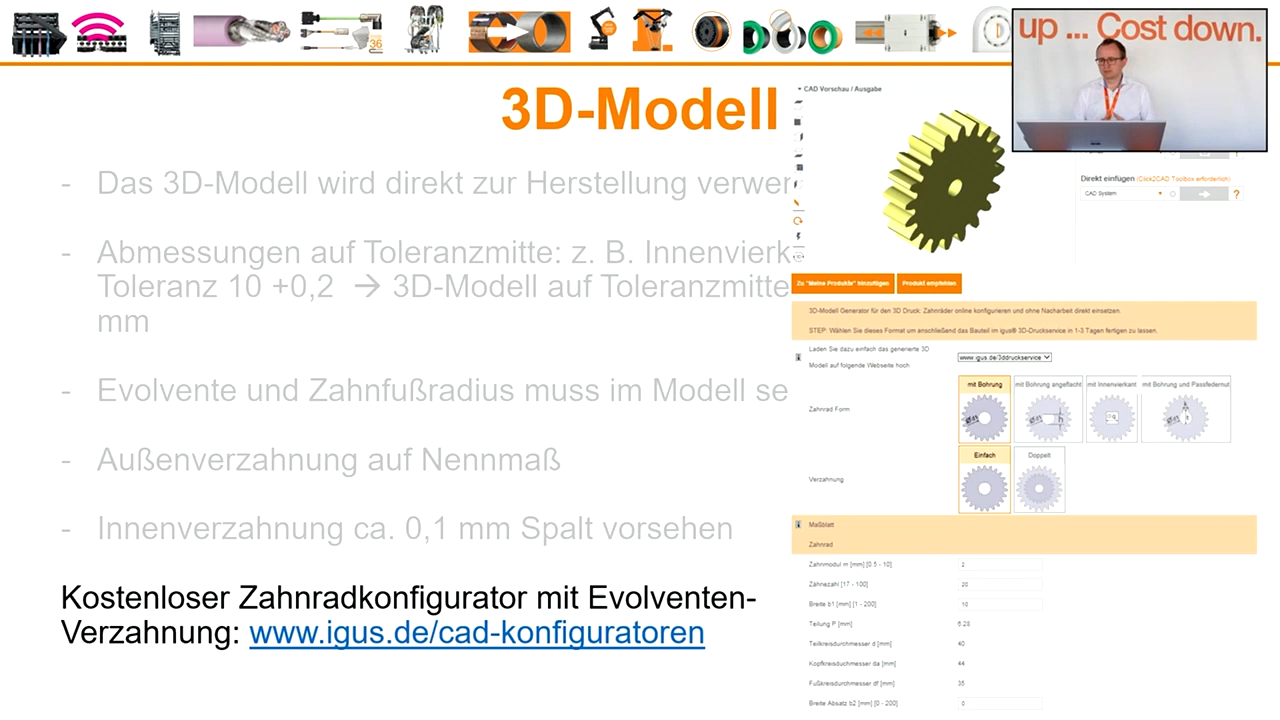 36
up ... Cost down.
3D-Modell
- Das 3D-Modell wird direkt zur Herstellung
- Abmessungen auf Toleranzmitte: z. B.
Toleranz 10 +0,2 → 3D-Modell auf Toleranzmitte
mm
- Evolvente und Zahnfußradius muss im Modell
- Außenverzahnung auf Nennmaß
- Innenverzahnung ca. 0,1 mm Spalt vorsehen
Kostenloser Zahnradkonfigurator mit Evolventen-
Verzahnung: www.igus.de/cad-konfiguratoren
CAD Vorschau / Ausgabe
Direkt einfügen (Click2CAD Toolbox erforderlich)
CAD System
?
Zu "Meine Produkte" hinzufügen
Produkt empfehlen
3D-Modell Generator für den 3D Druck: Zahnräder online konfigurieren und ohne Nacharbeit direkt einsetzen.
STEP: Wählen Sie dieses Format um anschließend das Bauteil im igus® 3D-Druckservice in 1-3 Tagen fertigen zu lassen.
Laden Sie dazu einfach das generierte 3D
Modell auf folgende Webseite hoch
www.igus.de/3ddruckservice
Zahnrad Form
mit Bohrung
mit Bohrung angeflacht
mit Innenvierkant
mit Bohrung und Passfedernut
Verzahnung
Einfach
Doppelt
Maßblatt
Zahnrad
Zahnmodul m [mm] [0.5 - 10] 2
Zähnezahl [17 - 100] 20
Breite b1 [mm] [1 - 200] 10
Teilung P [mm] 6.28
Teilkreisdurchmesser d [mm] 40
Kopfkreisduchmesser da [mm] 44
Fußkreisdurchmesser df [mm] 35
Breite Absatz b2 [mm] [0 - 200] 0